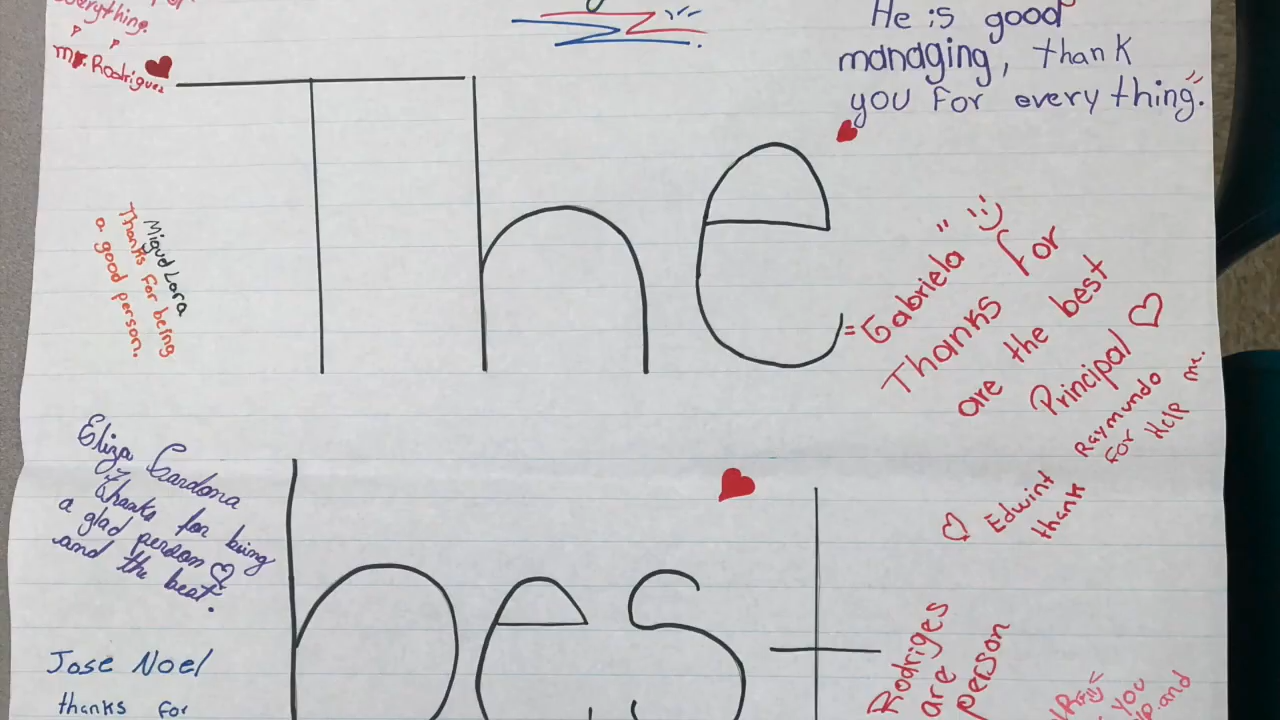 everything.
Mr. Rodriguez
He is good
managing, thank
you for everything.
The
Miguel Lora
Thanks for being
a good person.
"Gabriela"
Thanks for
are the best
Principal
Edwint Raymundo
thank for Help me.
Eliza Cardona
Thanks for being
a glad person
and the best.
best
Jose Noel
thanks for
Rodriges
are
person
you
and